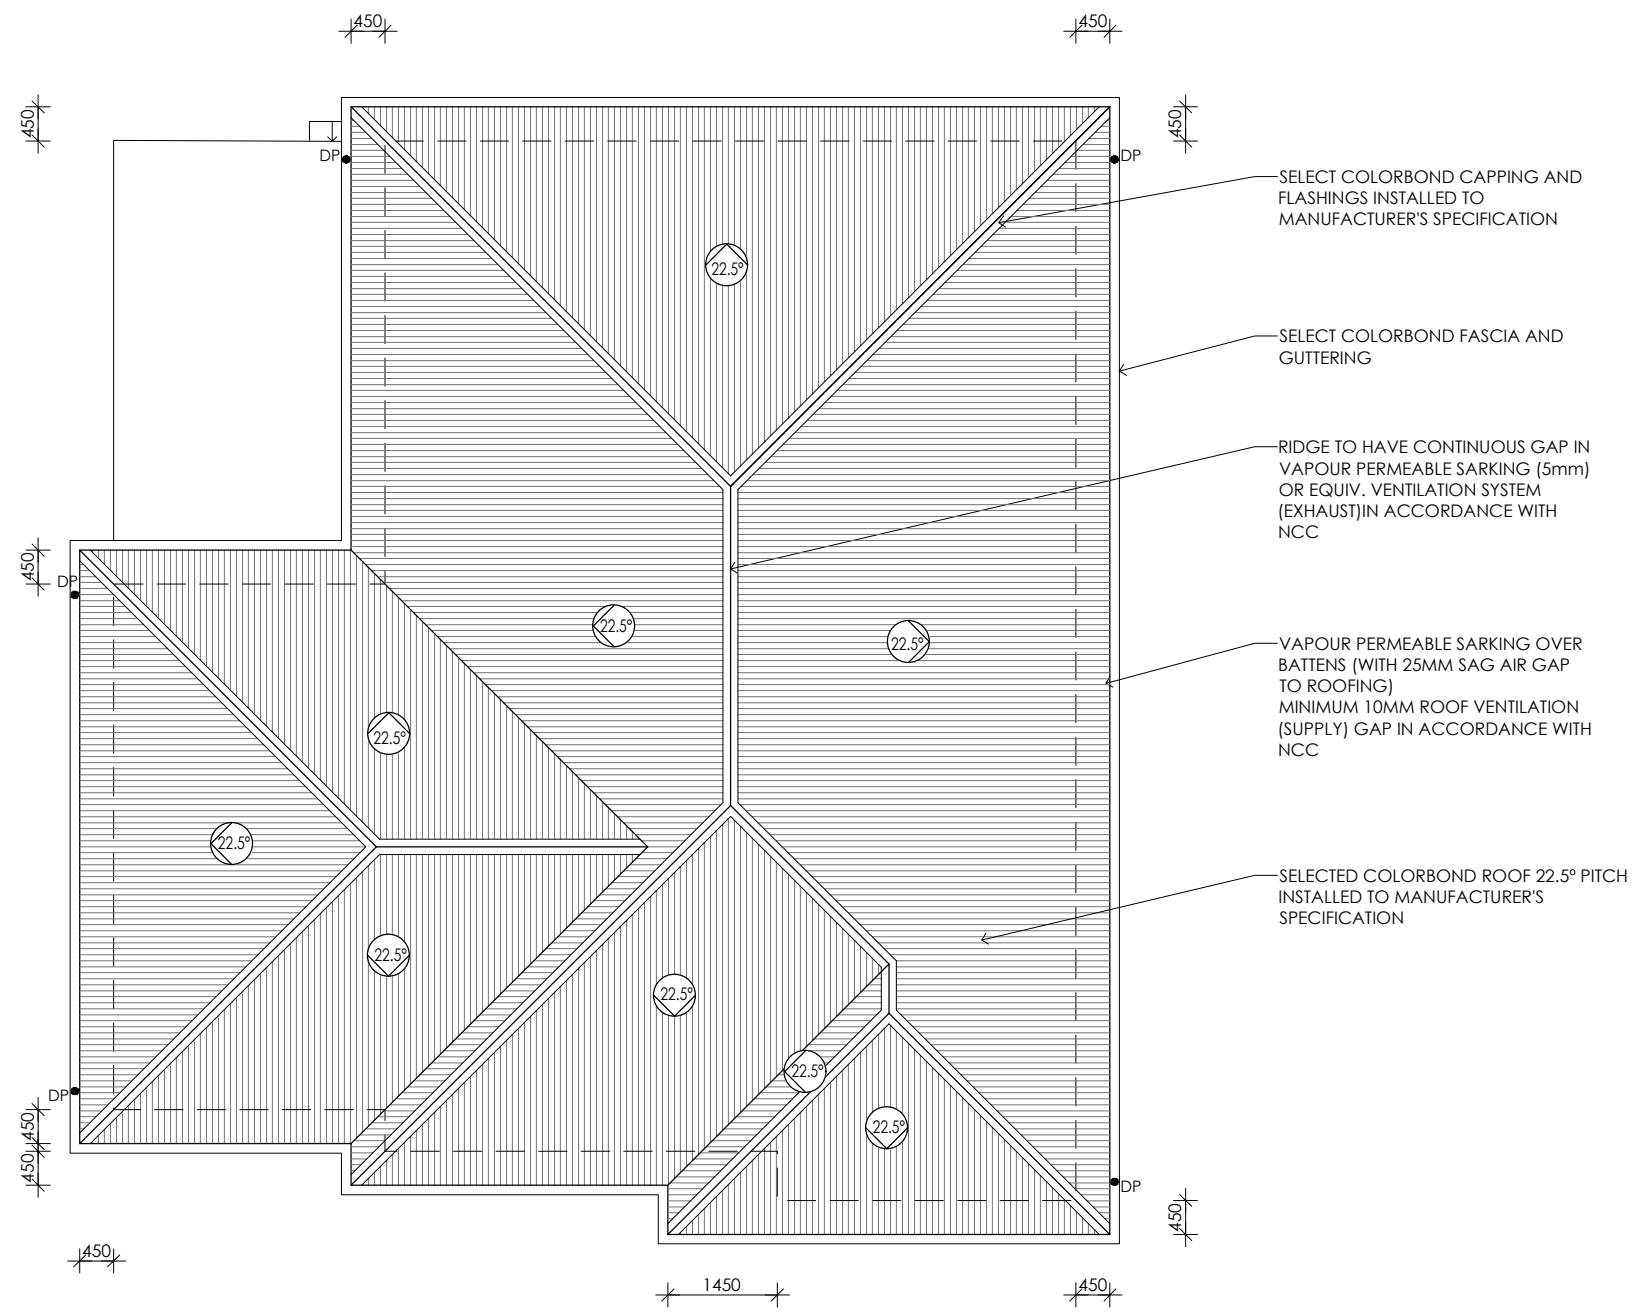 450
450
450
450
DP
DP
SELECT COLORBOND CAPPING AND
FLASHINGS INSTALLED TO
MANUFACTURER'S SPECIFICATION
22.5°
SELECT COLORBOND FASCIA AND
GUTTERING
RIDGE TO HAVE CONTINUOUS GAP IN
VAPOUR PERMEABLE SARKING (5mm)
OR EQUIV. VENTILATION SYSTEM
(EXHAUST)IN ACCORDANCE WITH
NCC
450
DP
22.5°
22.5°
VAPOUR PERMEABLE SARKING OVER
BATTENS (WITH 25MM SAG AIR GAP
TO ROOFING)
MINIMUM 10MM ROOF VENTILATION
(SUPPLY) GAP IN ACCORDANCE WITH
NCC
22.5°
22.5°
SELECTED COLORBOND ROOF 22.5° PITCH
INSTALLED TO MANUFACTURER'S
SPECIFICATION
22.5°
22.5°
22.5°
DP
450
22.5°
450
DP
450
450
1450
450